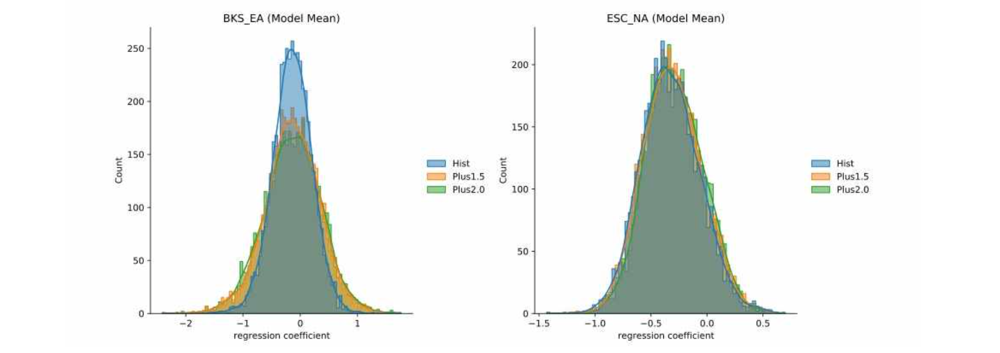 BKS_EA (Model Mean)
250
200
150
100
50
0
Count
−2
−1
0
1
regression coefficient
Hist
Plus1.5
Plus2.0
ESC_NA (Model Mean)
200
150
100
50
0
Count
−1.5
−1.0
−0.5
0.0
0.5
regression coefficient
Hist
Plus1.5
Plus2.0